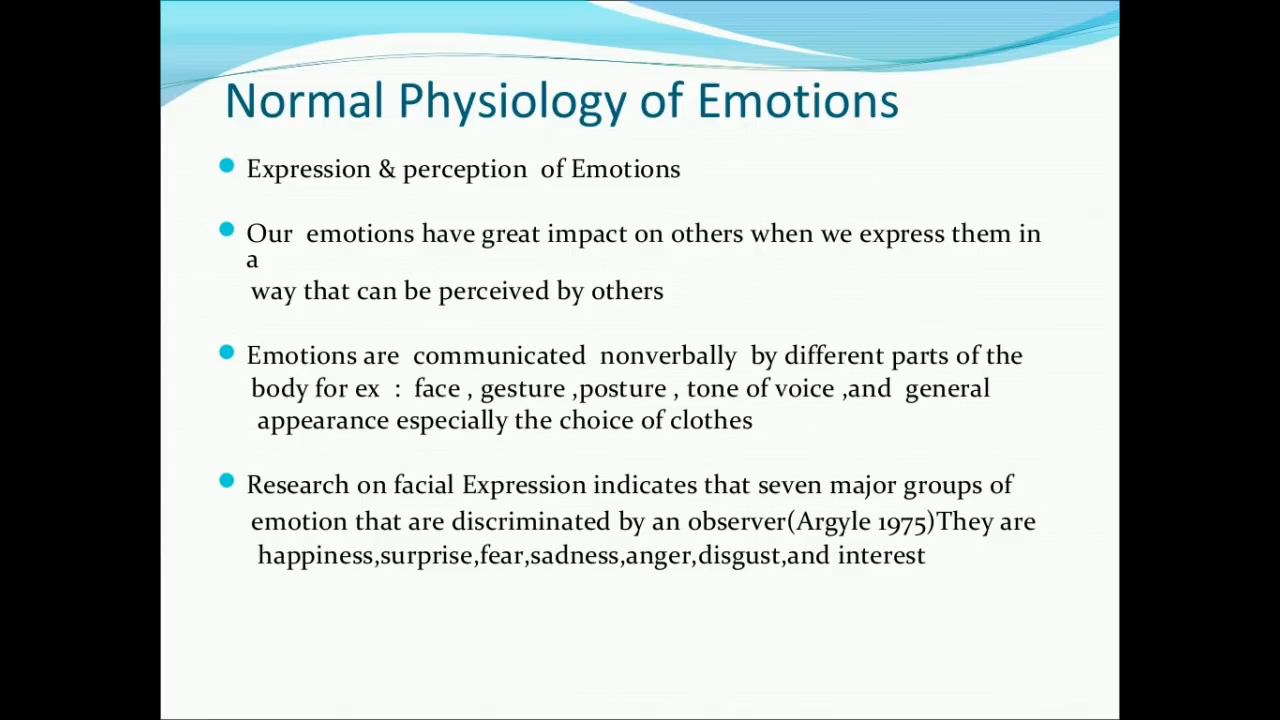 Normal Physiology of Emotions
Expression & perception of Emotions
Our emotions have great impact on others when we express them in
a
way that can be perceived by others
Emotions are communicated nonverbally by different parts of the
body for ex : face , gesture ,posture , tone of voice ,and general
appearance especially the choice of clothes
Research on facial Expression indicates that seven major groups of
emotion that are discriminated by an observer(Argyle 1975)They are
happiness,surprise,fear,sadness,anger,disgust,and interest